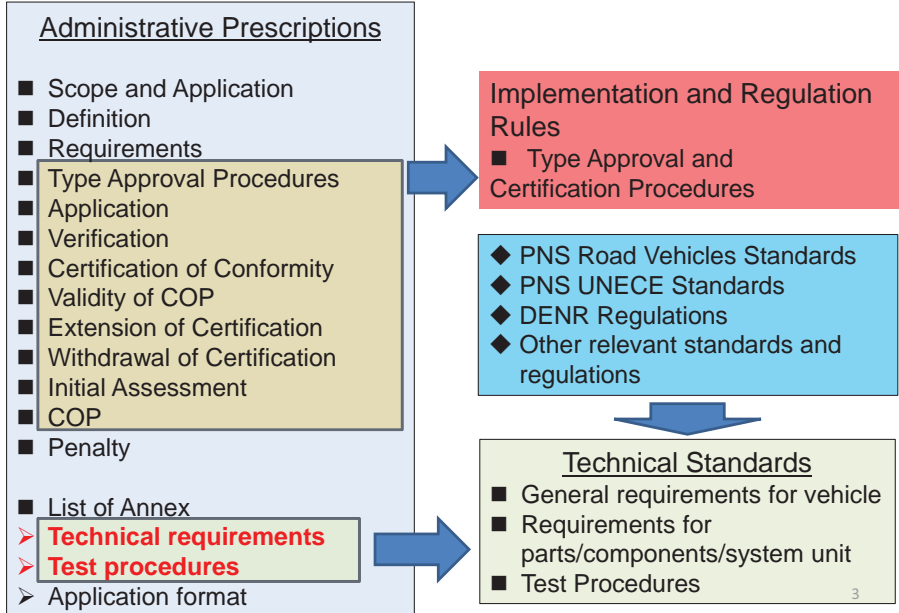 Administrative Prescriptions
■ Scope and Application
■ Definition
■ Requirements
■ Type Approval Procedures
■ Application
■ Verification
■ Certification of Conformity
■ Validity of COP
■ Extension of Certification
■ Withdrawal of Certification
■ Initial Assessment
■ COP
■ Penalty
■ List of Annex
➢ Technical requirements
➢ Test procedures
➢ Application format
Implementation and Regulation
Rules
■ Type Approval and
Certification Procedures
◆ PNS Road Vehicles Standards
◆ PNS UNECE Standards
◆ DENR Regulations
◆ Other relevant standards and
regulations
Technical Standards
■ General requirements for vehicle
■ Requirements for
parts/components/system unit
■ Test Procedures
3